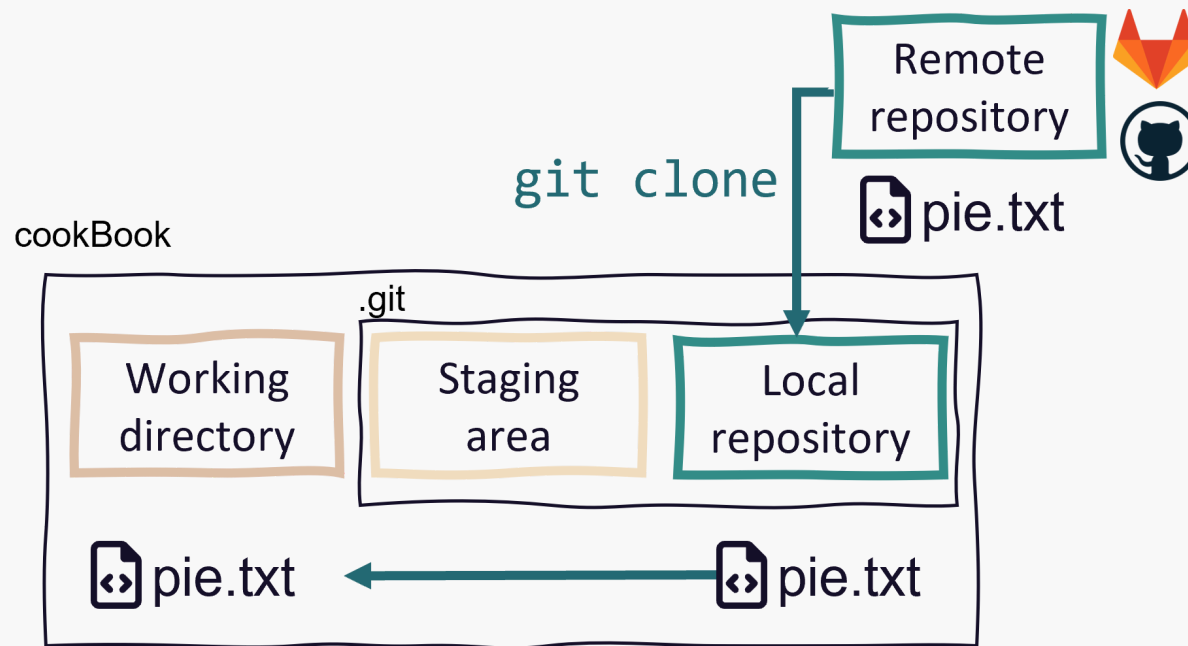 Remote
repository
git clone
pie.txt
cookBook
.git
Working
directory
Staging
area
Local
repository
pie.txt
pie.txt